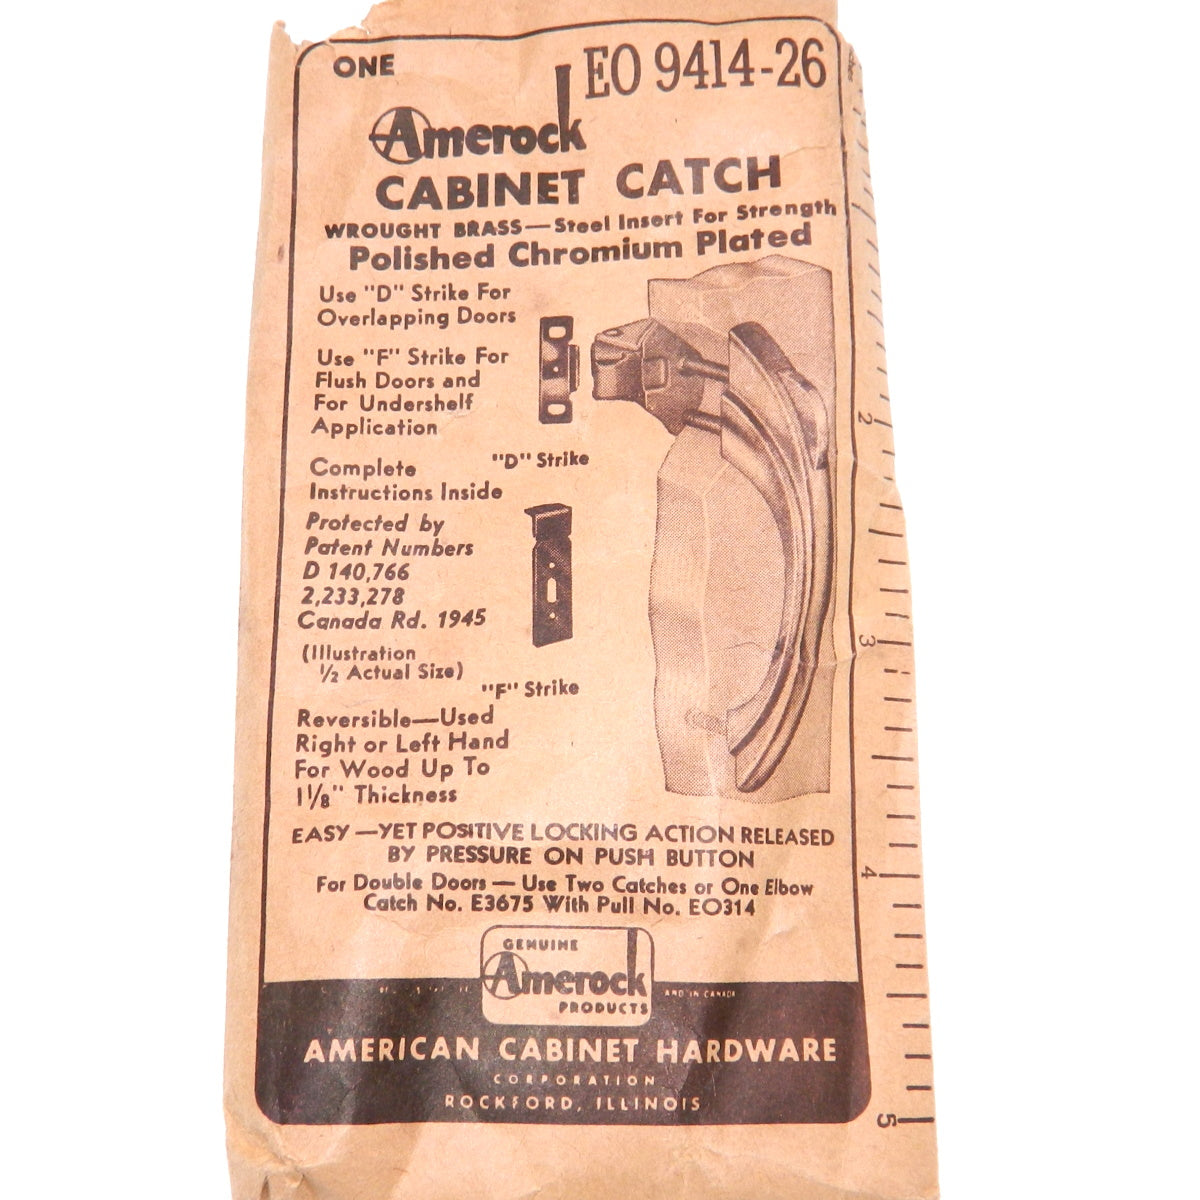 ONE
EO 9414-26
Amerock
CABINET CATCH
WROUGHT BRASS—Steel Insert For Strength
Polished Chromium Plated
Use "D" Strike For
Overlapping Doors
Use "F" Strike For
Flush Doors and
For Undershelf
Application
"D" Strike
Complete
Instructions Inside
Protected by
Patent Numbers
D 140,766
2,233,278
Canada Rd. 1945
(Illustration
1/2 Actual Size)
"F" Strike
Reversible—Used
Right or Left Hand
For Wood Up To
1 1/8" Thickness
EASY—YET POSITIVE LOCKING ACTION RELEASED
BY PRESSURE ON PUSH BUTTON
For Double Doors — Use Two Catches or One Elbow
Catch No. E3675 With Pull No. EO314
GENUINE
Amerock
PRODUCTS
AND IN CANADA
AMERICAN CABINET HARDWARE
CORPORATION
ROCKFORD, ILLINOIS
2
3
4
5